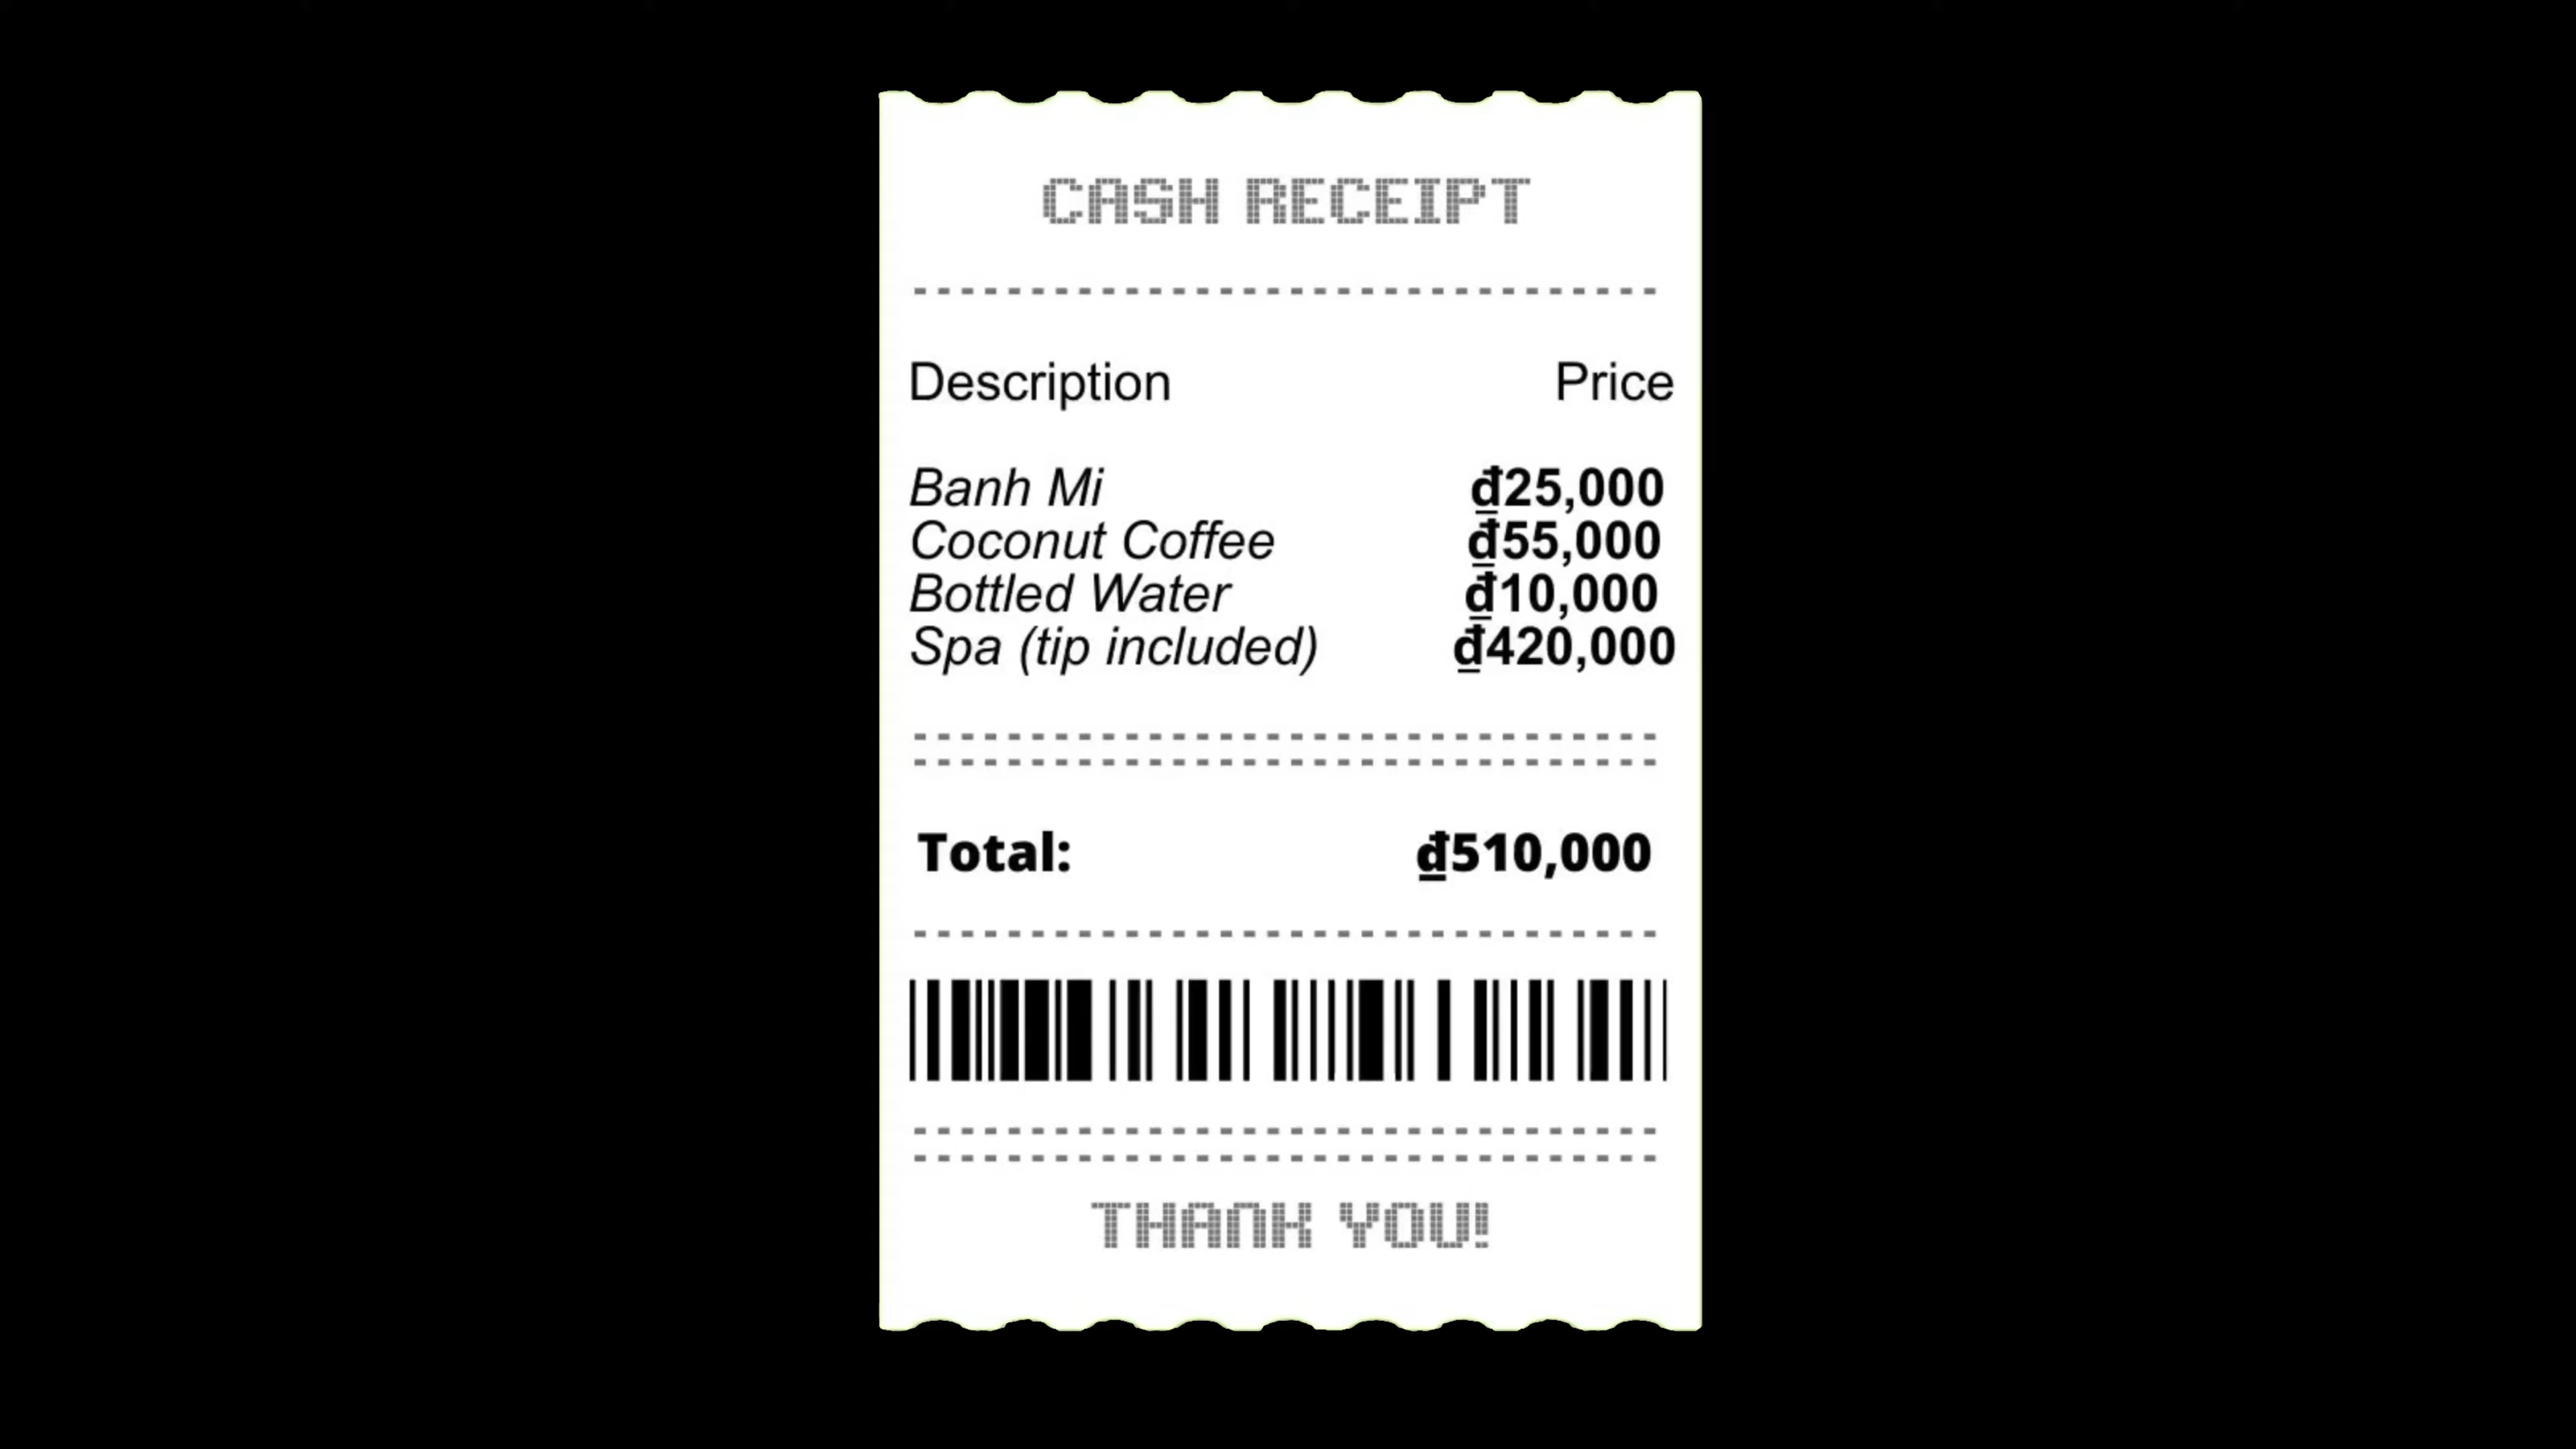 CASH RECEIPT
Description Price
Banh Mi ₫25,000
Coconut Coffee ₫55,000
Bottled Water ₫10,000
Spa (tip included) ₫420,000
Total: ₫510,000
THANK YOU!